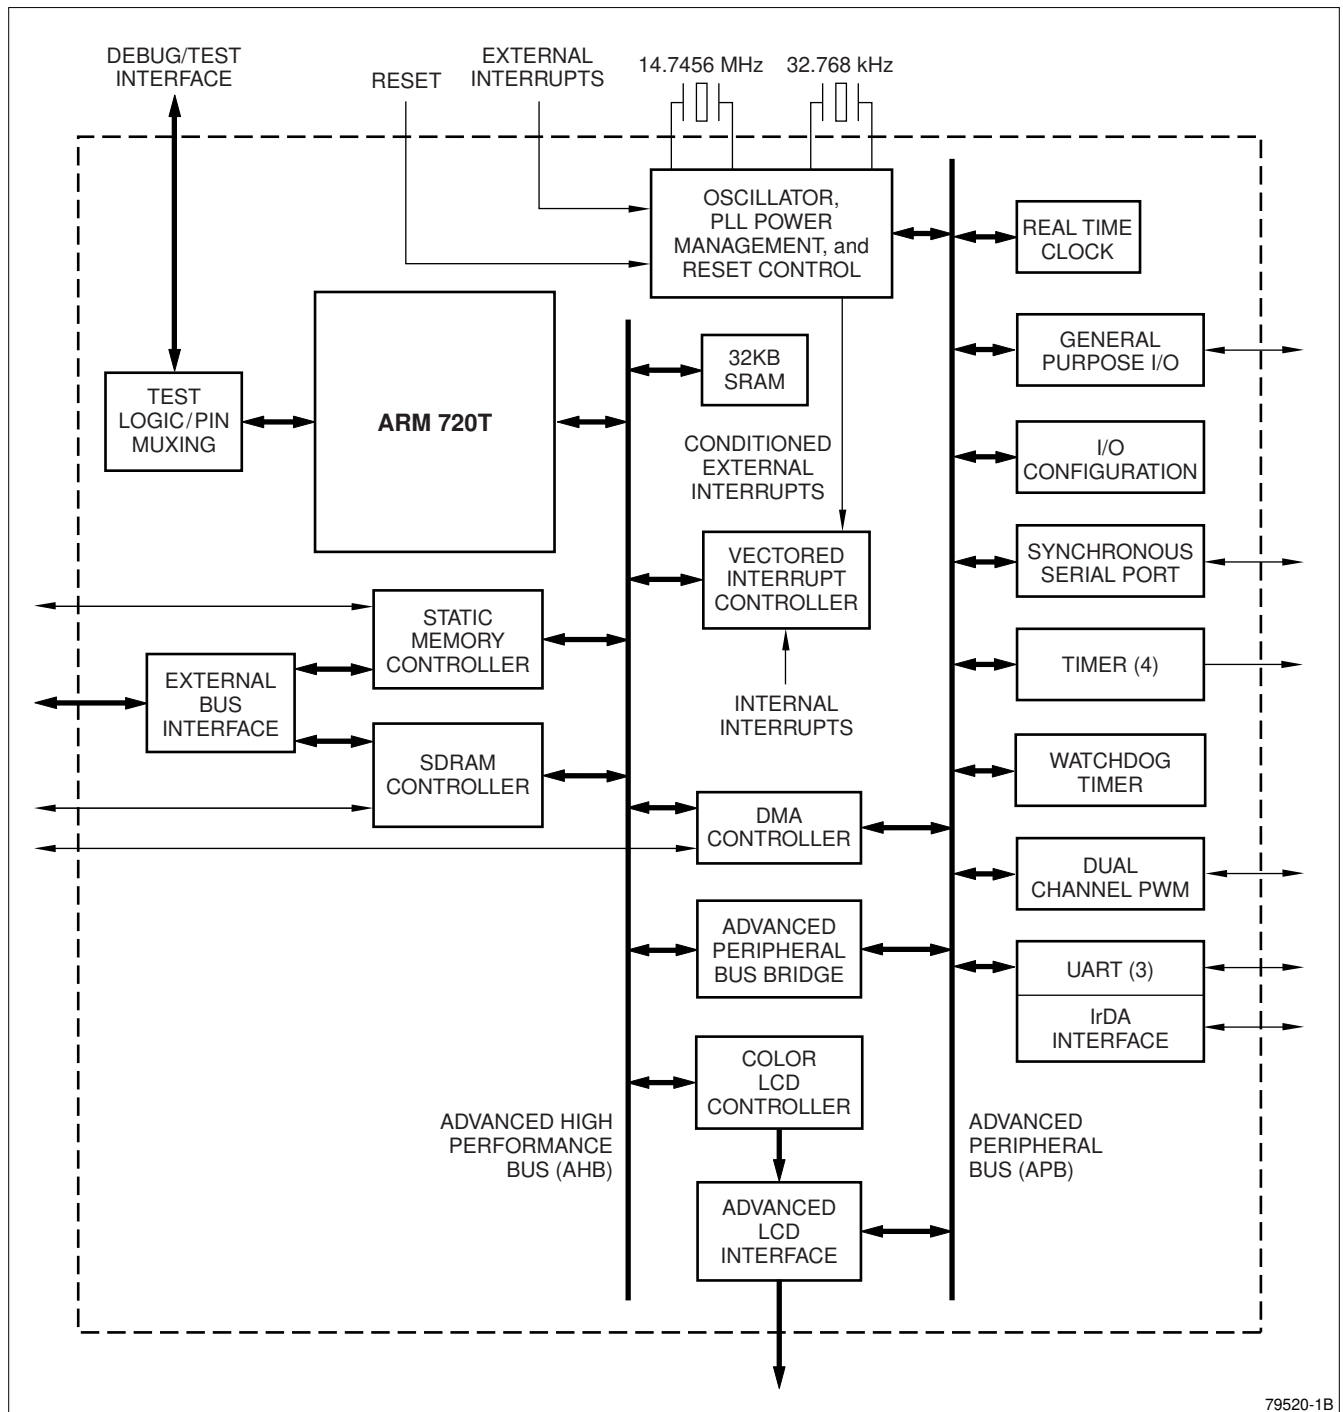 DEBUG/TEST
INTERFACE
RESET
EXTERNAL
INTERRUPTS
14.7456 MHz
32.768 kHz
OSCILLATOR,
PLL POWER
MANAGEMENT, and
RESET CONTROL
REAL TIME
CLOCK
GENERAL
PURPOSE I/O
TEST
LOGIC/PIN
MUXING
ARM 720T
32KB
SRAM
CONDITIONED
EXTERNAL
INTERRUPTS
I/O
CONFIGURATION
VECTORED
INTERRUPT
CONTROLLER
SYNCHRONOUS
SERIAL PORT
STATIC
MEMORY
CONTROLLER
EXTERNAL
BUS
INTERFACE
INTERNAL
INTERRUPTS
TIMER (4)
SDRAM
CONTROLLER
WATCHDOG
TIMER
DMA
CONTROLLER
DUAL
CHANNEL PWM
ADVANCED
PERIPHERAL
BUS BRIDGE
UART (3)
IrDA
INTERFACE
COLOR
LCD
CONTROLLER
ADVANCED HIGH
PERFORMANCE
BUS (AHB)
ADVANCED
PERIPHERAL
BUS (APB)
ADVANCED
LCD
INTERFACE
79520-1B